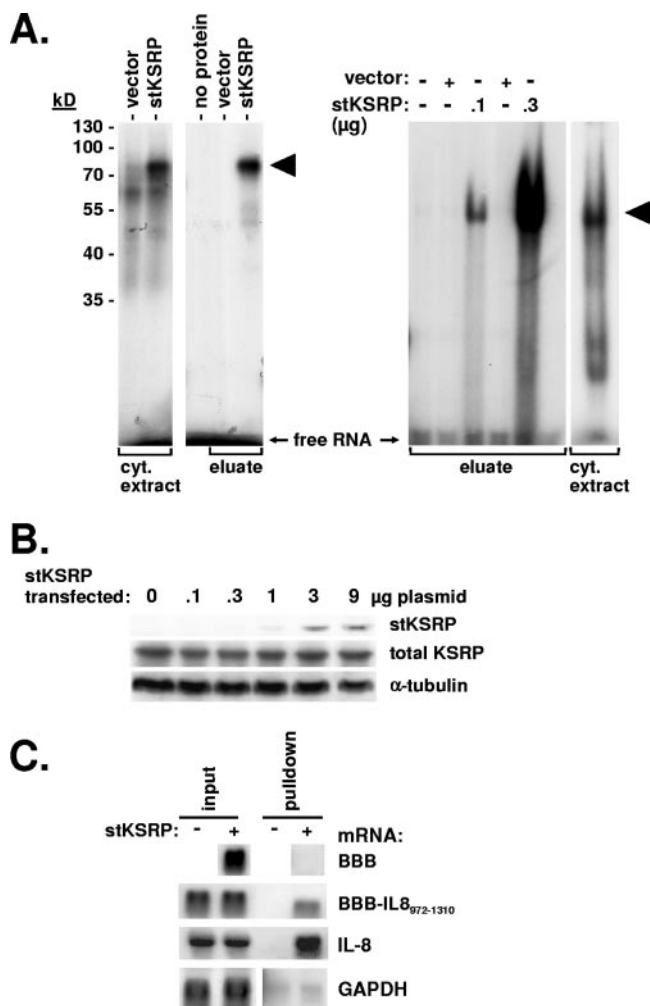 A.
kD
- vector
- stKSRP
- no protein
- vector
- stKSRP
130 -
100 -
70 -
55 -
40 -
35 -
← free RNA →
cyt. extract
eluate
vector: - + - + -
stKSRP: - - .1 - .3
(µg)
eluate
cyt. extract
B.
stKSRP
transfected: 0 .1 .3 1 3 9 µg plasmid
stKSRP
total KSRP
α-tubulin
C.
input
pulldown
stKSRP: - + - + mRNA:
BBB
BBB-IL8972-1310
IL-8
GAPDH